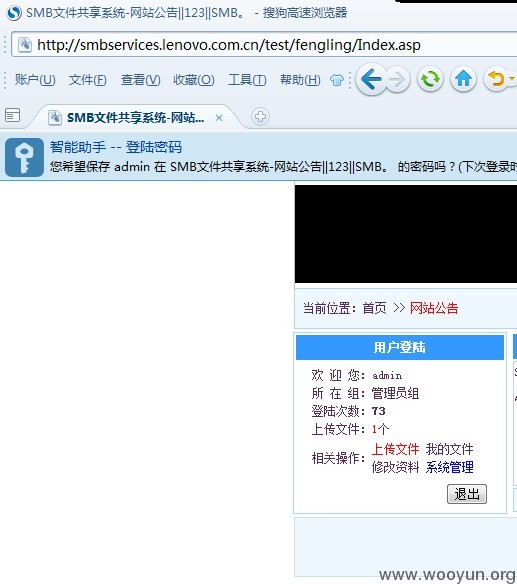 SMB文件共享系统-网站公告||123||SMB。 - 搜狗高速浏览器
http://smbservices.lenovo.com.cn/test/fengling/Index.asp
账户(U) 文件(F) 查看(V) 收藏(O) 工具(T) 帮助(H)
SMB文件共享系统-网站公... ×
智能助手 -- 登陆密码
您希望保存 admin 在 SMB文件共享系统-网站公告||123||SMB。 的密码吗？(下次登录时
当前位置：首页 >> 网站公告
用户登陆
欢 迎 您：admin
所 在 组：管理员组
登陆次数：73
上传文件：1个
相关操作：上传文件 我的文件
修改资料 系统管理
退出
www.wooyun.org